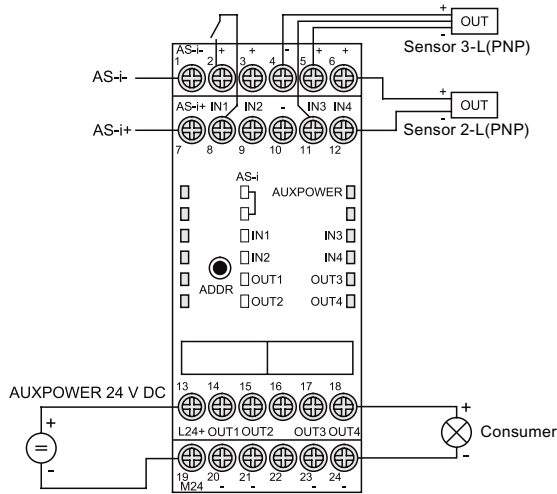 + OUT
-
Sensor 3-L(PNP)
AS-i- + + - + +
1 2 3 4 5 6
AS-i-
+ OUT
-
Sensor 2-L(PNP)
AS-i+ IN1 IN2 - IN3 IN4
AS-i+
7 8 9 10 11 12
AS-i
AUXPOWER
IN1 IN3
IN2 IN4
OUT1 OUT3
ADDR
OUT2 OUT4
AUXPOWER 24 V DC
13 14 15 16 17 18
+ +
L24+ OUT1 OUT2 OUT3 OUT4
= Consumer
- -
19 20 21 22 23 24
M24 - - - -